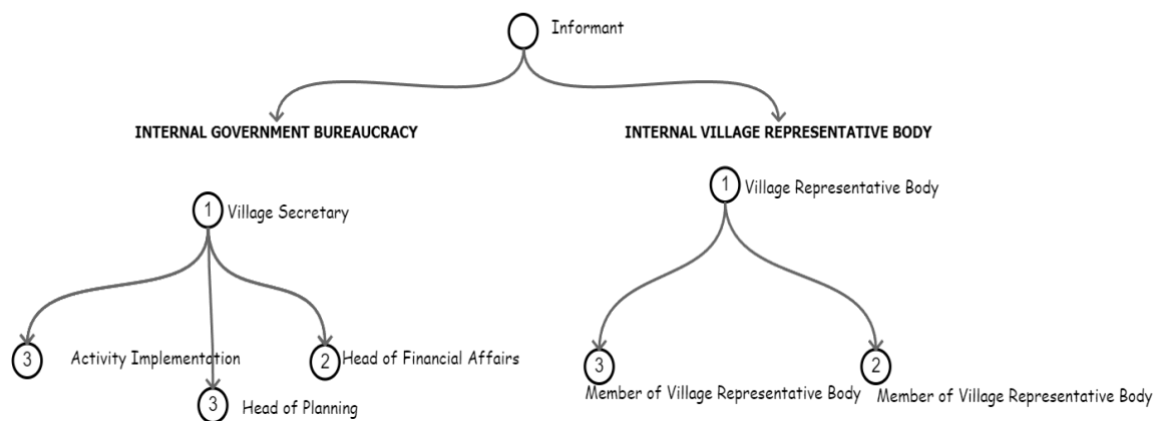 Informant
INTERNAL GOVERNMENT BUREAUCRACY
INTERNAL VILLAGE REPRESENTATIVE BODY
1 Village Secretary
1 Village Representative Body
3 Activity Implementation
2 Head of Financial Affairs
3 Head of Planning
3
Member of Village Representative Body
2
Member of Village Representative Body